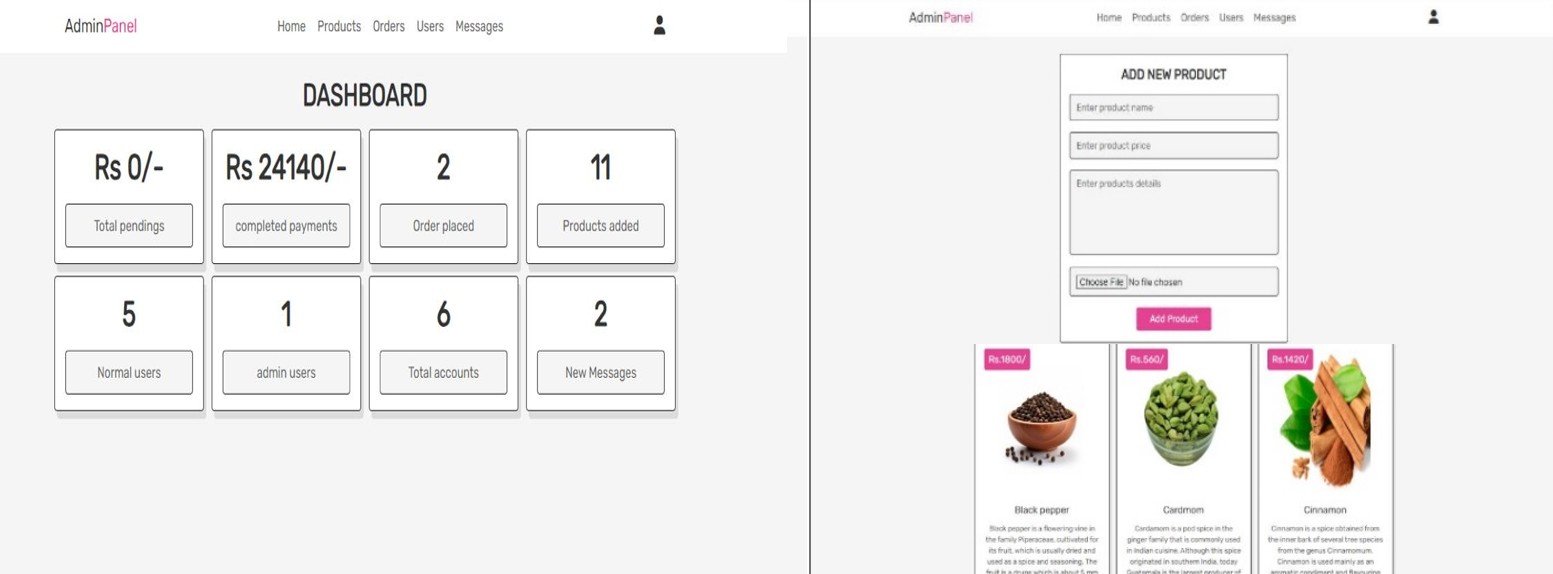 AdminPanel
Home Products Orders Users Messages
DASHBOARD
Rs 0/-
Total pendings
Rs 24140/-
completed payments
2
Order placed
11
Products added
5
Normal users
1
admin users
6
Total accounts
2
New Messages
AdminPanel
Home Products Orders Users Messages
ADD NEW PRODUCT
Enter product name
Enter product price
Enter products details
Choose File No file chosen
Add Product
Rs.1800/
Black pepper
Black pepper is a flowering vine in
the family Piperaceae, cultivated for
its fruit, which is usually dried and
used as a spice and seasoning. The
fruit is a drupe which is about 5 mm
Rs.560/
Cardmom
Cardamom is a pod spice in the
ginger family that is commonly used
in Indian cuisine. Although this spice
originated in southern India, today
Guatemala is the largest producer of
Rs.1420/
Cinnamon
Cinnamon is a spice obtained from
the inner bark of several tree species
from the genus Cinnamomum.
Cinnamon is used mainly as an
aromatic condiment and flavouring